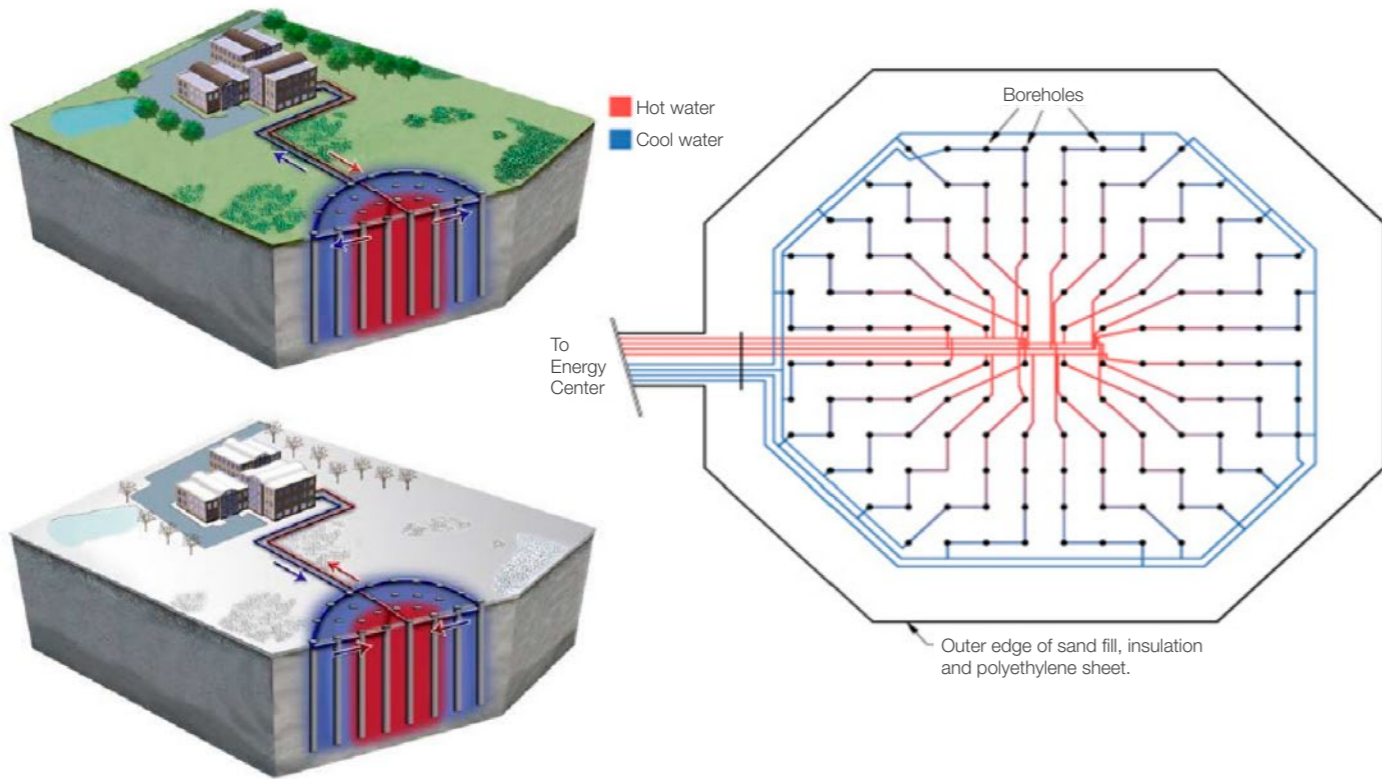 Hot water
Cool water
Boreholes
To
Energy
Center
Outer edge of sand fill, insulation
and polyethylene sheet.